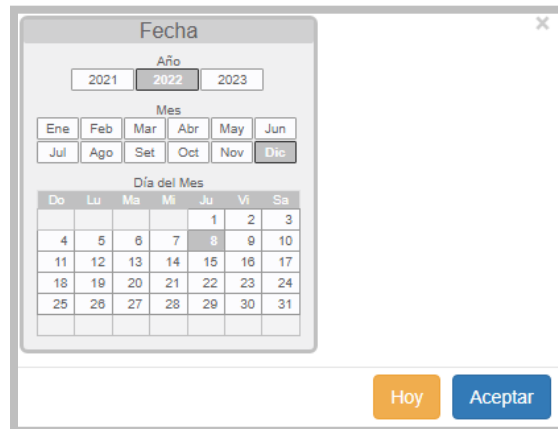 Fecha ×
Año
2021 2022 2023
Mes
Ene Feb Mar Abr May Jun
Jul Ago Set Oct Nov Dic
Día del Mes
Do Lu Ma Mi Ju Vi Sa
1 2 3
4 5 6 7 8 9 10
11 12 13 14 15 16 17
18 19 20 21 22 23 24
25 26 27 28 29 30 31
Hoy Aceptar